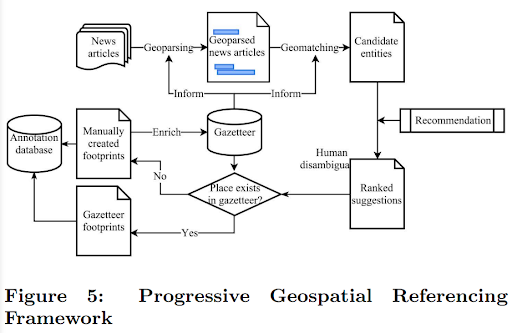 News
articles
Geoparsing
Geoparsed
news articles
Geomatching
Candidate
entities
Inform
Inform
Recommendation
Annotation
database
Manually
created
footprints
Enrich
Gazetteer
Human
disambigua
Ranked
suggestions
No
Place exists
in gazetteer?
Gazetteer
footprints
Yes
Figure 5: Progressive Geospatial Referencing
Framework